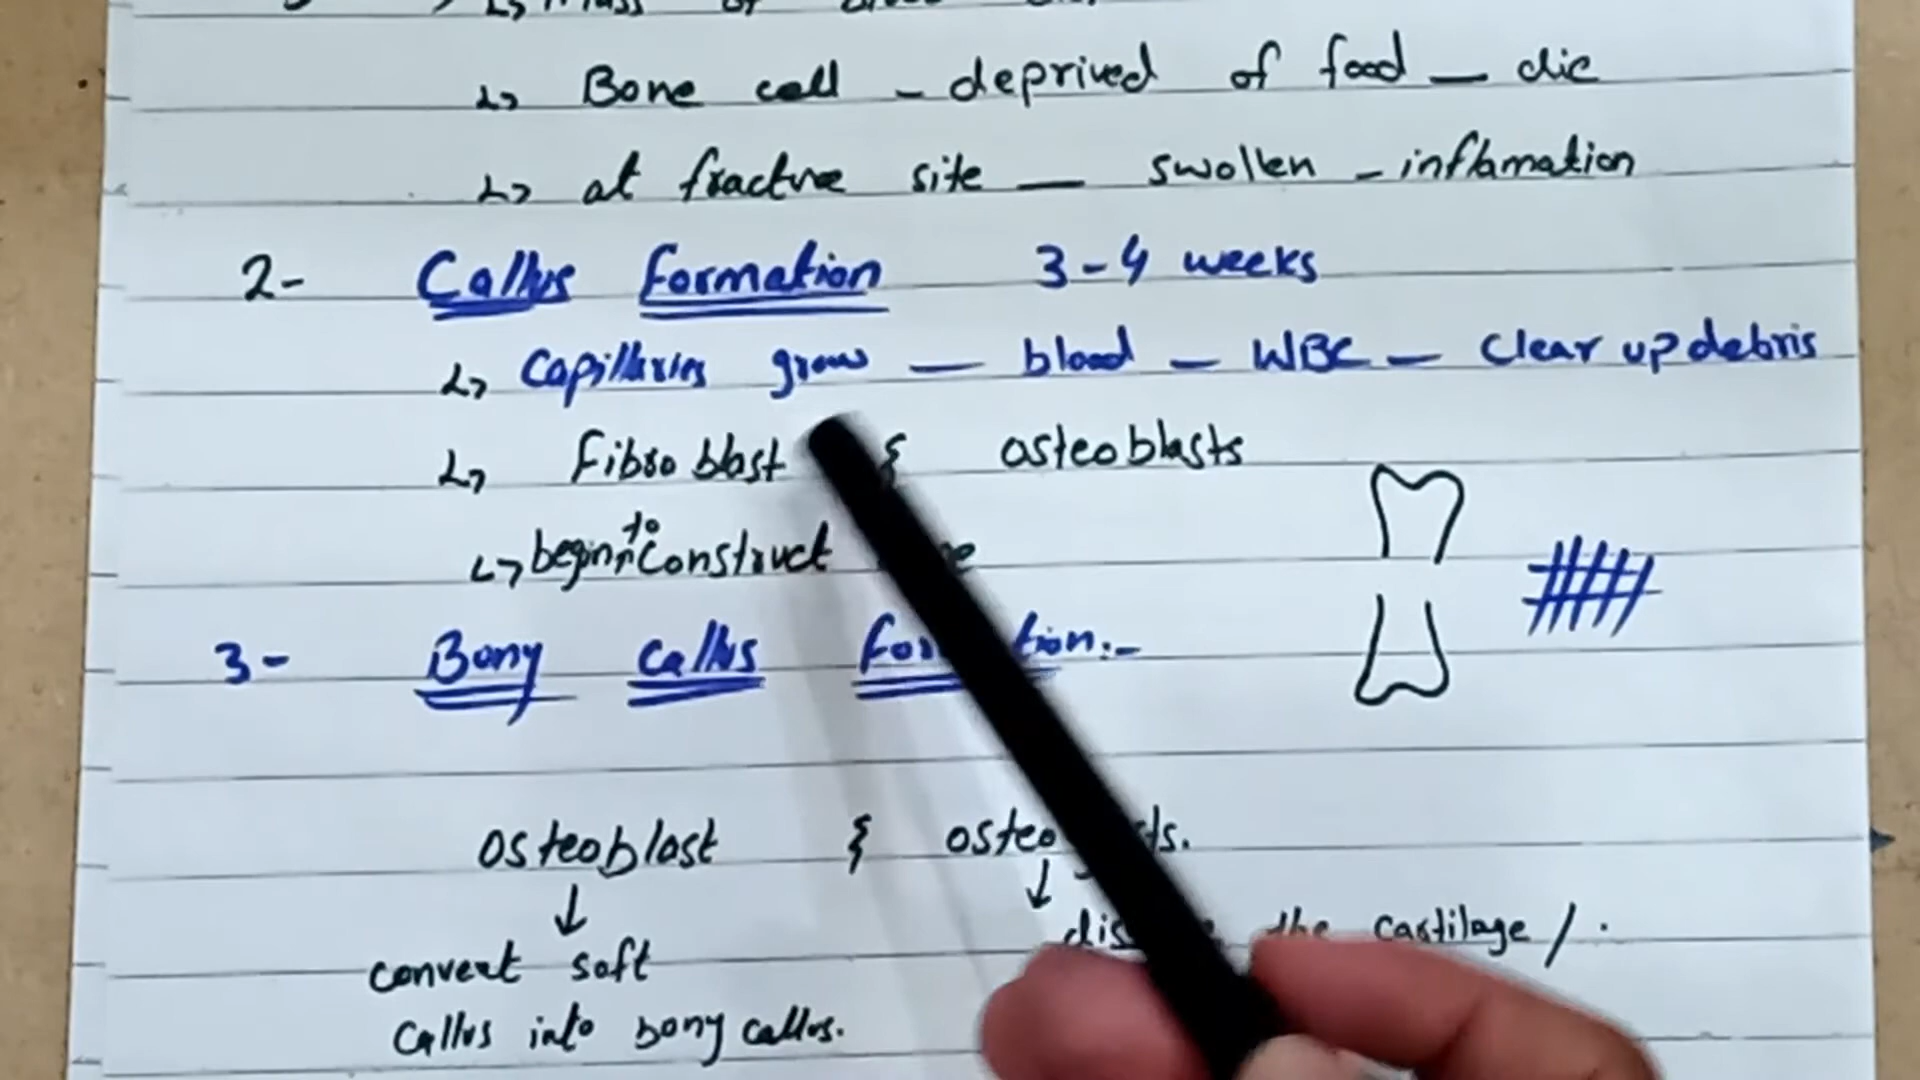 ↳ Bone cell - deprived of food - die
↳ at fracture site - swollen - inflamation
2- Callus Formation 3-4 weeks
↳ Capillaries grow - blood - WBC - Clear up debris
↳ Fibroblast & osteoblasts
↳ begin to Construct
3- Bony Callus
osteoblast &
↓ ↓
the cartilage /.
convert soft
Callus into bony callus.